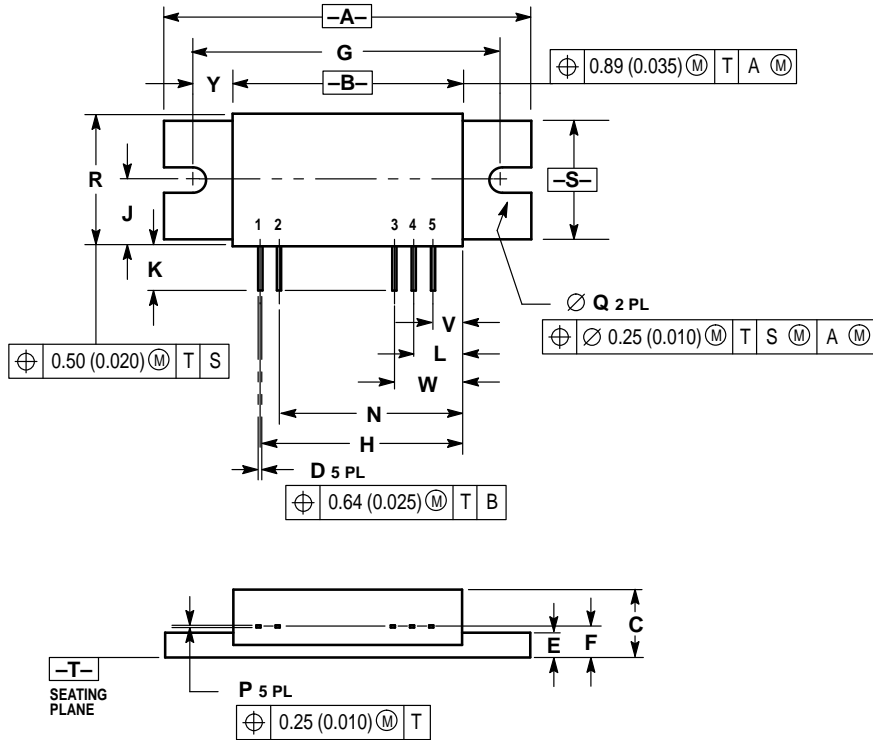 –A–
G
⌖ 0.89 (0.035) Ⓜ T A Ⓜ
Y –B–
R
–S–
J
1 2 3 4 5
K
∅ Q 2 PL
V
⌖ ∅ 0.25 (0.010) Ⓜ T S Ⓜ A Ⓜ
L
⌖ 0.50 (0.020) Ⓜ T S
W
N
H
D 5 PL
⌖ 0.64 (0.025) Ⓜ T B
C
E F
–T–
SEATING
PLANE
P 5 PL
⌖ 0.25 (0.010) Ⓜ T